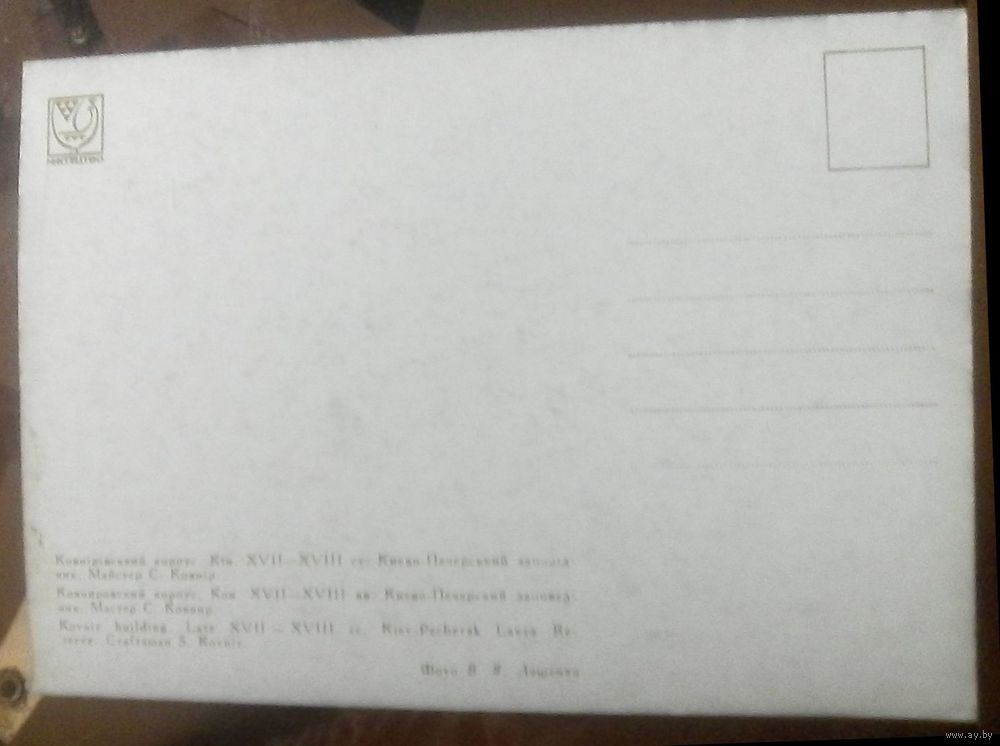 МИСТЕЦТВО
Ковнірівський корпус. Кін. XVII—XVIII ст. Києво-Печерський заповід-
ник. Майстер С. Ковнір.
Ковнировский корпус. Кон. XVII—XVIII вв. Киево-Печерский заповед-
ник. Мастер С. Ковнир.
Kovnir building. Late XVII — XVIII cc. Kiev-Pechersk Lavra Re-
serve. Craftsman S. Kovnir.
Фото В.
www.ay.by